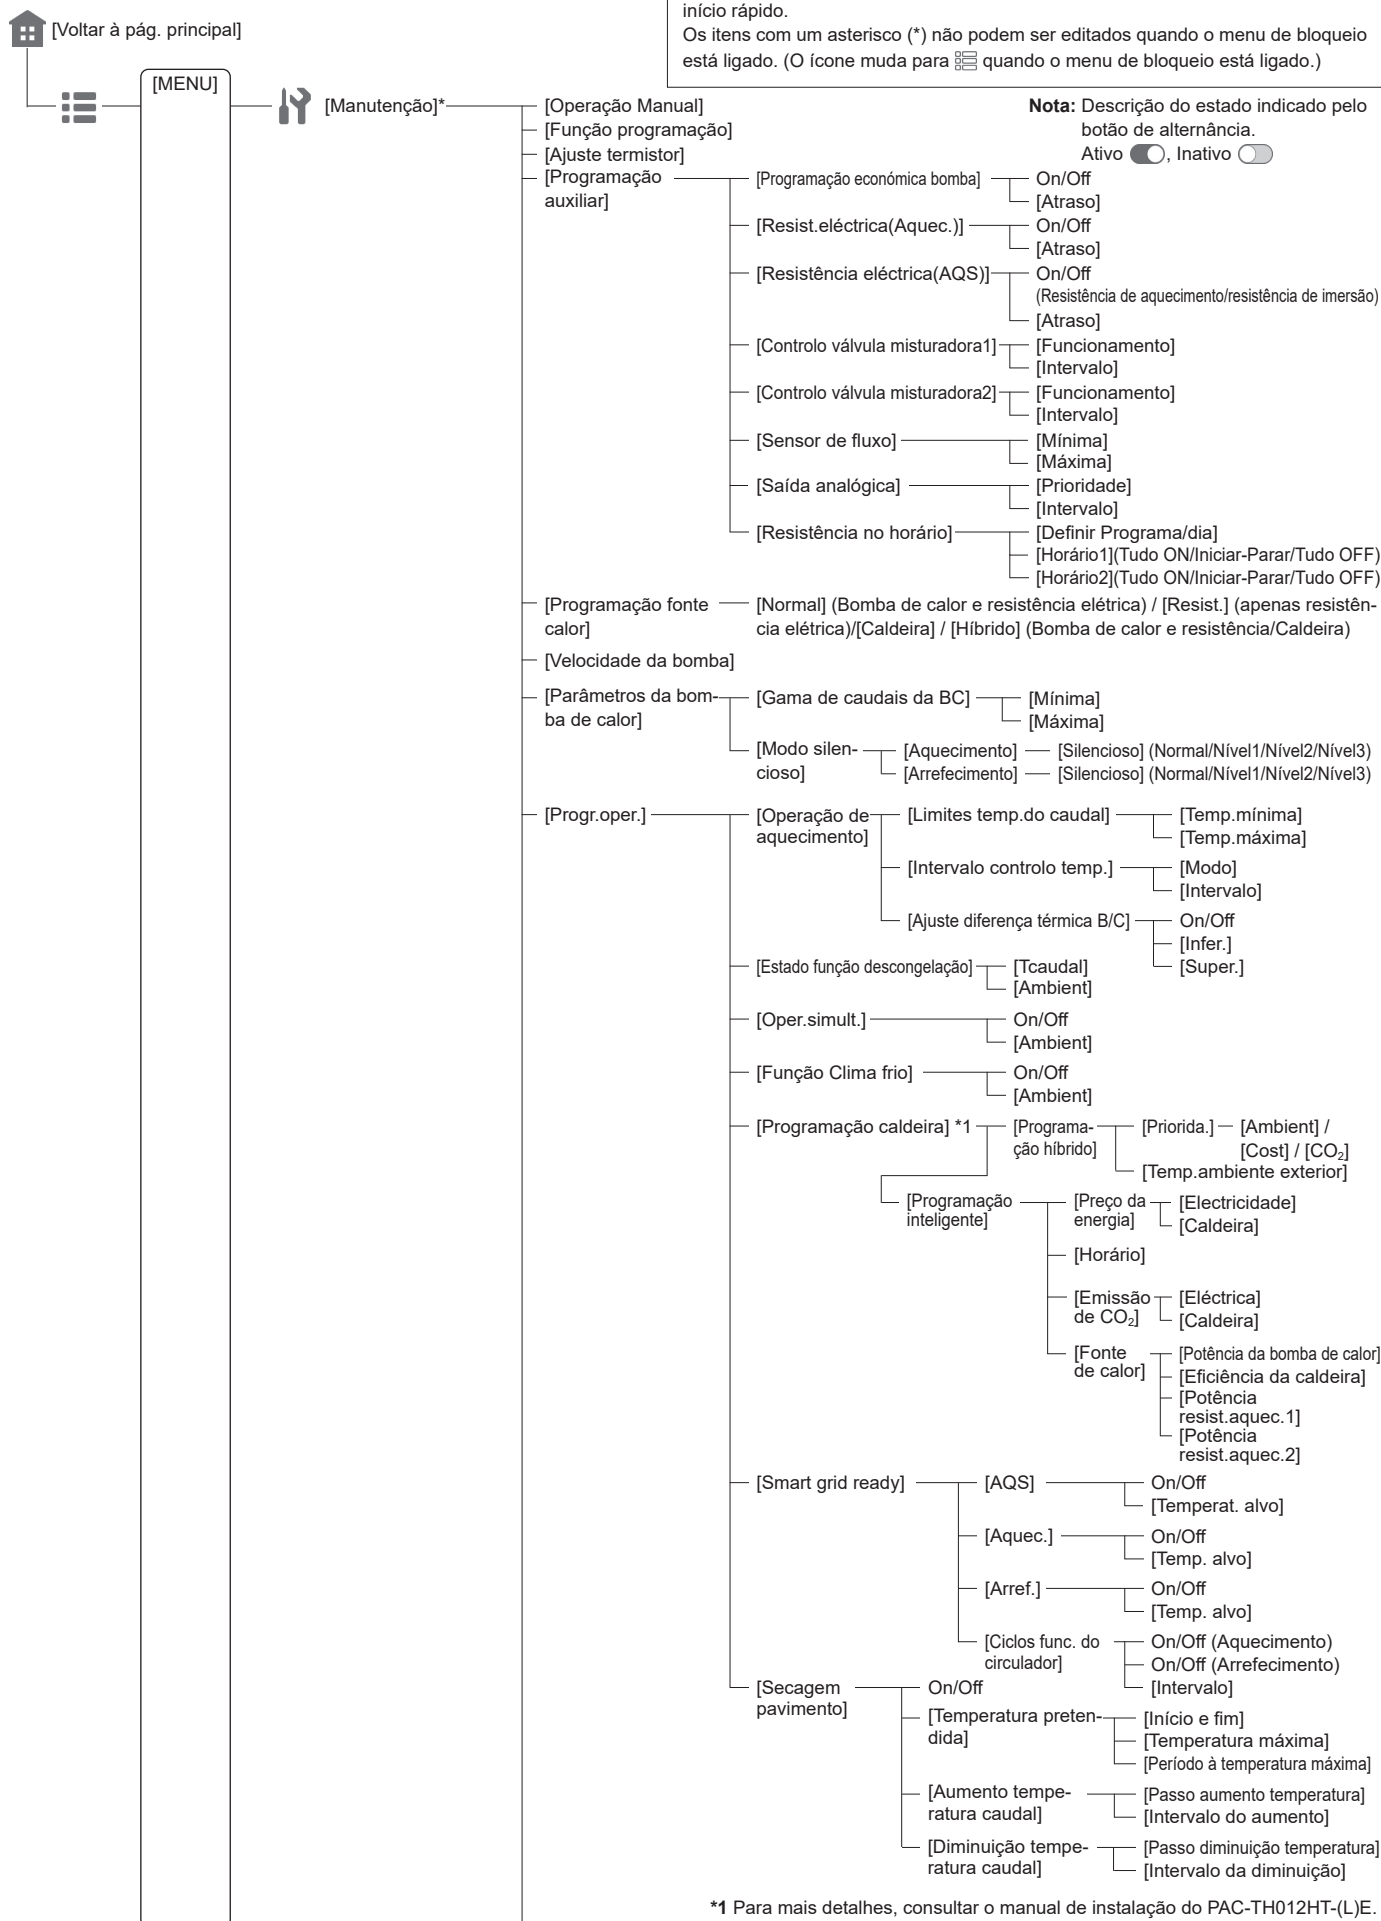 início rápido.
Os itens com um asterisco (*) não podem ser editados quando o menu de bloqueio
está ligado. (O ícone muda para quando o menu de bloqueio está ligado.)
[Voltar à pág. principal]
[MENU]
[Manutenção]*
Nota: Descrição do estado indicado pelo
botão de alternância.
Ativo , Inativo
[Operação Manual]
[Função programação]
[Ajuste termistor]
[Programação
auxiliar]
[Programação económica bomba]
On/Off
[Atraso]
[Resist.eléctrica(Aquec.)]
On/Off
[Atraso]
[Resistência eléctrica(AQS)]
On/Off
(Resistência de aquecimento/resistência de imersão)
[Atraso]
[Controlo válvula misturadora1]
[Funcionamento]
[Intervalo]
[Controlo válvula misturadora2]
[Funcionamento]
[Intervalo]
[Sensor de fluxo]
[Mínima]
[Máxima]
[Saída analógica]
[Prioridade]
[Intervalo]
[Resistência no horário]
[Definir Programa/dia]
[Horário1](Tudo ON/Iniciar-Parar/Tudo OFF)
[Horário2](Tudo ON/Iniciar-Parar/Tudo OFF)
[Programação fonte
calor]
[Normal] (Bomba de calor e resistência elétrica) / [Resist.] (apenas resistên-
cia elétrica)/[Caldeira] / [Híbrido] (Bomba de calor e resistência/Caldeira)
[Velocidade da bomba]
[Parâmetros da bom-
ba de calor]
[Gama de caudais da BC]
[Mínima]
[Máxima]
[Modo silen-
cioso]
[Aquecimento]
[Silencioso] (Normal/Nível1/Nível2/Nível3)
[Arrefecimento]
[Silencioso] (Normal/Nível1/Nível2/Nível3)
[Progr.oper.]
[Operação de
aquecimento]
[Limites temp.do caudal]
[Temp.mínima]
[Temp.máxima]
[Intervalo controlo temp.]
[Modo]
[Intervalo]
[Ajuste diferença térmica B/C]
On/Off
[Infer.]
[Super.]
[Estado função descongelação]
[Tcaudal]
[Ambient]
[Oper.simult.]
On/Off
[Ambient]
[Função Clima frio]
On/Off
[Ambient]
[Programação caldeira] *1
[Programa-
ção híbrido]
[Priorida.]
[Ambient] /
[Cost] / [CO₂]
[Temp.ambiente exterior]
[Programação
inteligente]
[Preço da
energia]
[Electricidade]
[Caldeira]
[Horário]
[Emissão
de CO₂]
[Eléctrica]
[Caldeira]
[Fonte
de calor]
[Potência da bomba de calor]
[Eficiência da caldeira]
[Potência
resist.aquec.1]
[Potência
resist.aquec.2]
[Smart grid ready]
[AQS]
On/Off
[Temperat. alvo]
[Aquec.]
On/Off
[Temp. alvo]
[Arref.]
On/Off
[Temp. alvo]
[Ciclos func. do
circulador]
On/Off (Aquecimento)
On/Off (Arrefecimento)
[Intervalo]
[Secagem
pavimento]
On/Off
[Temperatura preten-
dida]
[Início e fim]
[Temperatura máxima]
[Período à temperatura máxima]
[Aumento tempe-
ratura caudal]
[Passo aumento temperatura]
[Intervalo do aumento]
[Diminuição tempe-
ratura caudal]
[Passo diminuição temperatura]
[Intervalo da diminuição]
*1 Para mais detalhes, consultar o manual de instalação do PAC-TH012HT-(L)E.